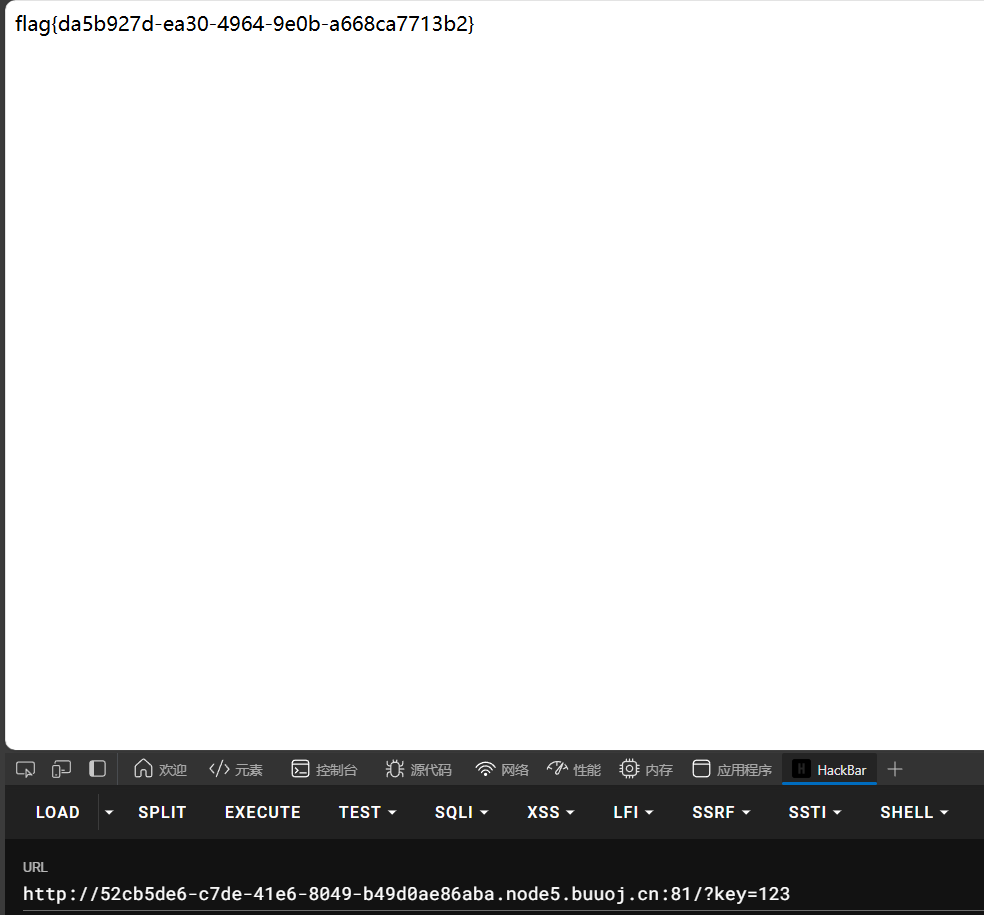 flag{da5b927d-ea30-4964-9e0b-a668ca7713b2}
欢迎 </> 元素 控制台 源代码 网络 性能 内存 应用程序 H HackBar
LOAD SPLIT EXECUTE TEST SQLI XSS LFI SSRF SSTI SHELL
URL
http://52cb5de6-c7de-41e6-8049-b49d0ae86aba.node5.buuoj.cn:81/?key=123